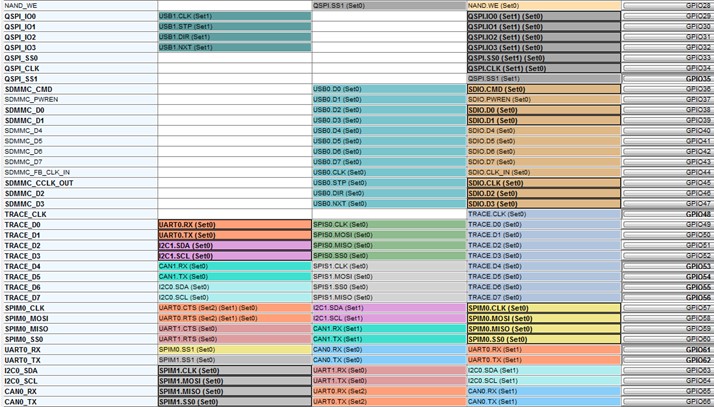 NAND_WE QSPI.SS1 (Set0) NAND.WE (Set0) GPIO28
QSPI_IO0 USB1.CLK (Set1) QSPI.IO0 (Set1) (Set0) GPIO29
QSPI_IO1 USB1.STP (Set1) QSPI.IO1 (Set1) (Set0) GPIO30
QSPI_IO2 USB1.DIR (Set1) QSPI.IO2 (Set1) (Set0) GPIO31
QSPI_IO3 USB1.NXT (Set1) QSPI.IO3 (Set1) (Set0) GPIO32
QSPI_SS0 QSPI.SS0 (Set1) (Set0) GPIO33
QSPI_CLK QSPI.CLK (Set1) (Set0) GPIO34
QSPI_SS1 QSPI.SS1 (Set1) GPIO35
SDMMC_CMD USB0.D0 (Set0) SDIO.CMD (Set0) GPIO36
SDMMC_PWREN USB0.D1 (Set0) SDIO.PWREN (Set0) GPIO37
SDMMC_D0 USB0.D2 (Set0) SDIO.D0 (Set0) GPIO38
SDMMC_D1 USB0.D3 (Set0) SDIO.D1 (Set0) GPIO39
SDMMC_D4 USB0.D4 (Set0) SDIO.D4 (Set0) GPIO40
SDMMC_D5 USB0.D5 (Set0) SDIO.D5 (Set0) GPIO41
SDMMC_D6 USB0.D6 (Set0) SDIO.D6 (Set0) GPIO42
SDMMC_D7 USB0.D7 (Set0) SDIO.D7 (Set0) GPIO43
SDMMC_FB_CLK_IN USB0.CLK (Set0) SDIO.CLK_IN (Set0) GPIO44
SDMMC_CCLK_OUT USB0.STP (Set0) SDIO.CLK (Set0) GPIO45
SDMMC_D2 USB0.DIR (Set0) SDIO.D2 (Set0) GPIO46
SDMMC_D3 USB0.NXT (Set0) SDIO.D3 (Set0) GPIO47
TRACE_CLK TRACE.CLK (Set0) GPIO48
TRACE_D0 UART0.RX (Set0) SPIS0.CLK (Set0) TRACE.D0 (Set0) GPIO49
TRACE_D1 UART0.TX (Set0) SPIS0.MOSI (Set0) TRACE.D1 (Set0) GPIO50
TRACE_D2 I2C1.SDA (Set0) SPIS0.MISO (Set0) TRACE.D2 (Set0) GPIO51
TRACE_D3 I2C1.SCL (Set0) SPIS0.SS0 (Set0) TRACE.D3 (Set0) GPIO52
TRACE_D4 CAN1.RX (Set0) SPIS1.CLK (Set0) TRACE.D4 (Set0) GPIO53
TRACE_D5 CAN1.TX (Set0) SPIS1.MOSI (Set0) TRACE.D5 (Set0) GPIO54
TRACE_D6 I2C0.SDA (Set0) SPIS1.SS0 (Set0) TRACE.D6 (Set0) GPIO55
TRACE_D7 I2C0.SCL (Set0) SPIS1.MISO (Set0) TRACE.D7 (Set0) GPIO56
SPIM0_CLK UART0.CTS (Set2) (Set1) (Set0) I2C1.SDA (Set1) SPIM0.CLK (Set0) GPIO57
SPIM0_MOSI UART0.RTS (Set2) (Set1) (Set0) I2C1.SCL (Set1) SPIM0.MOSI (Set0) GPIO58
SPIM0_MISO UART1.CTS (Set0) CAN1.RX (Set1) SPIM0.MISO (Set0) GPIO59
SPIM0_SS0 UART1.RTS (Set0) CAN1.TX (Set1) SPIM0.SS0 (Set0) GPIO60
UART0_RX SPIM0.SS1 (Set0) CAN0.RX (Set0) UART0.RX (Set1) GPIO61
UART0_TX SPIM1.SS1 (Set0) CAN0.TX (Set0) UART0.TX (Set1) GPIO62
I2C0_SDA SPIM1.CLK (Set0) UART1.RX (Set0) I2C0.SDA (Set1) GPIO63
I2C0_SCL SPIM1.MOSI (Set0) UART1.TX (Set0) I2C0.SCL (Set1) GPIO64
CAN0_RX SPIM1.MISO (Set0) UART0.RX (Set2) CAN0.RX (Set1) GPIO65
CAN0_TX SPIM1.SS0 (Set0) UART0.TX (Set2) CAN0.TX (Set1) GPIO66